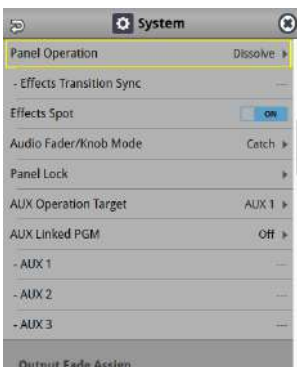 System
Panel Operation Dissolve
- Effects Transition Sync ---
Effects Spot ON
Audio Fader/Knob Mode Catch
Panel Lock
AUX Operation Target AUX 1
AUX Linked PGM Off
- AUX 1 ---
- AUX 2 ---
- AUX 3 ---
Output Fade Assign